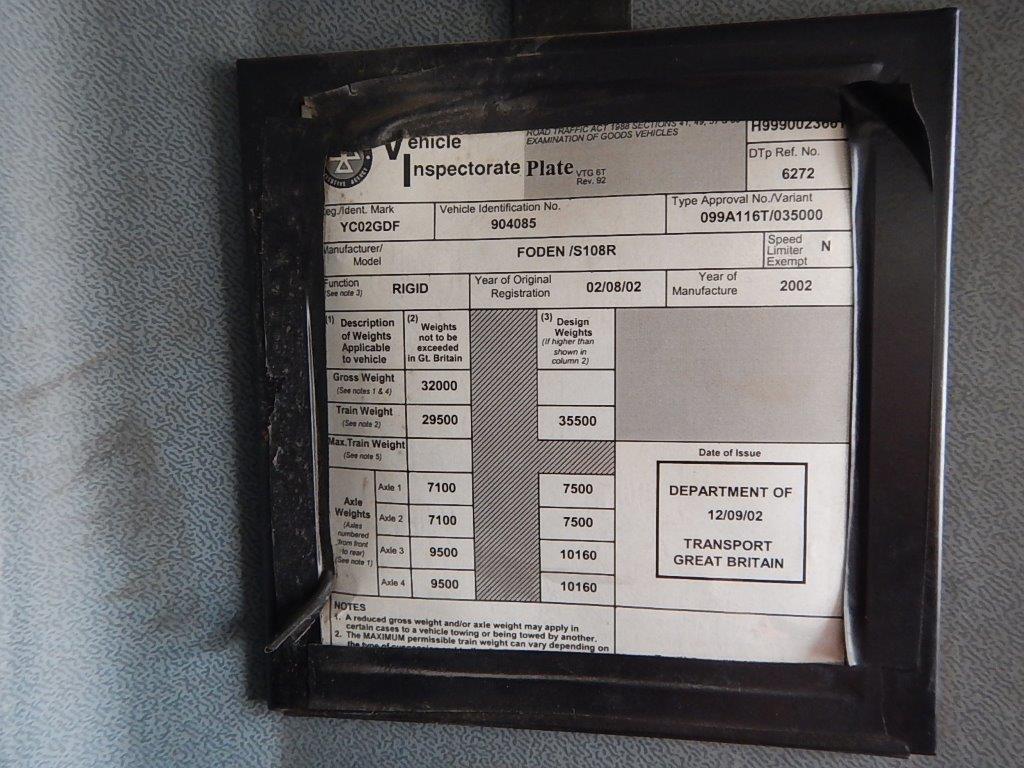 ROAD TRAFFIC ACT 1988 SECTIONS 41, 49,
EXAMINATION OF GOODS VEHICLES
Vehicle
Inspectorate Plate
VTG 6T
Rev. 92
DTp Ref. No.
6272
EXECUTIVE AGENCY
Reg./Ident. Mark
YC02GDF
Vehicle Identification No.
904085
Type Approval No./Variant
099A116T/035000
Manufacturer/
Model
FODEN /S108R
Speed
Limiter
Exempt
N
Function
(See note 3)
RIGID
Year of Original
Registration
02/08/02
Year of
Manufacture
2002
(1) Description
of Weights
Applicable
to vehicle
(2) Weights
not to be
exceeded
in Gt. Britain
(3) Design
Weights
(If higher than
shown in
column 2)
Gross Weight
(See notes 1 & 4)
32000
Train Weight
(See note 2)
29500
35500
Max.Train Weight
(See note 5)
Axle
Weights
(Axles
numbered
from front
to rear)
(See note 1)
Axle 1
7100
7500
Axle 2
7100
7500
Axle 3
9500
10160
Axle 4
9500
10160
Date of Issue
DEPARTMENT OF
12/09/02
TRANSPORT
GREAT BRITAIN
NOTES
1. A reduced gross weight and/or axle weight may apply in
certain cases to a vehicle towing or being towed by another.
2. The MAXIMUM permissible train weight can vary depending on